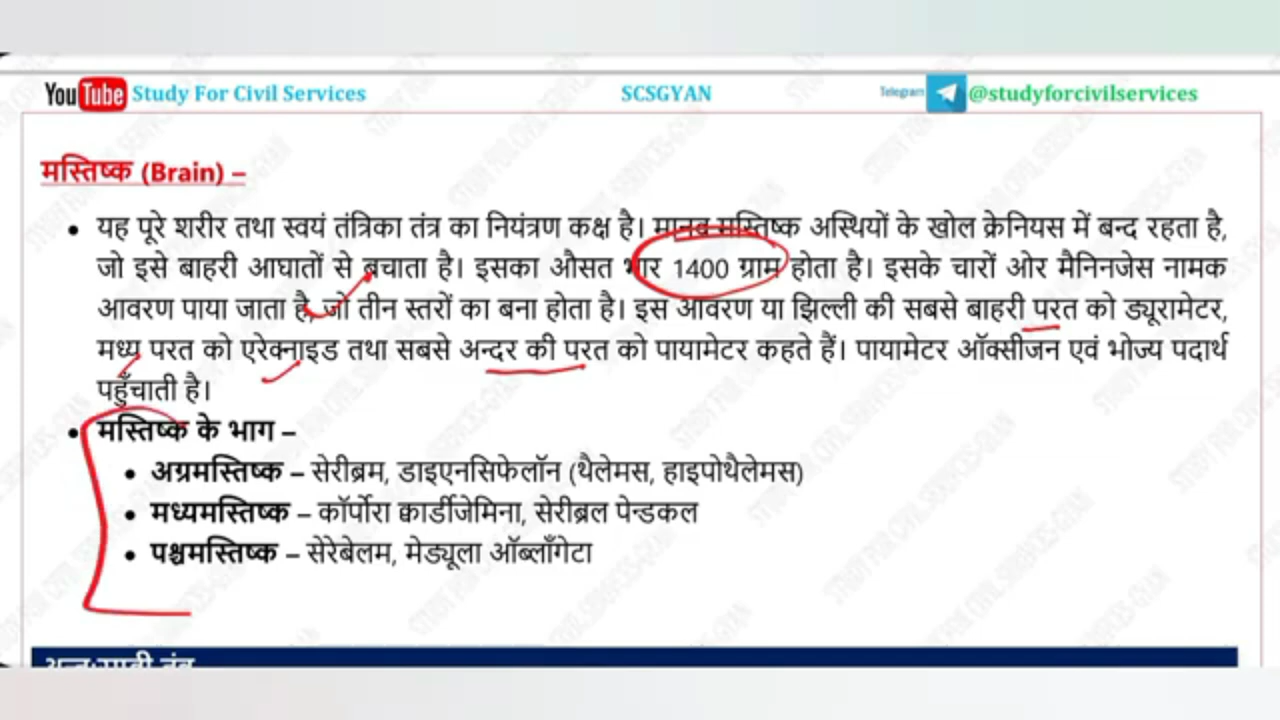 YouTube Study For Civil Services SCSGYAN Telegram @studyforcivilservices
मस्तिष्क (Brain) –
• यह पूरे शरीर तथा स्वयं तंत्रिका तंत्र का नियंत्रण कक्ष है। मानव मस्तिष्क अस्थियों के खोल क्रेनियस में बन्द रहता है,
जो इसे बाहरी आघातों से बचाता है। इसका औसत भार 1400 ग्राम होता है। इसके चारों ओर मैनिनजेस नामक
आवरण पाया जाता है, जो तीन स्तरों का बना होता है। इस आवरण या झिल्ली की सबसे बाहरी परत को ड्यूरामेटर,
मध्य परत को एरेक्नाइड तथा सबसे अन्दर की परत को पायामेटर कहते हैं। पायामेटर ऑक्सीजन एवं भोज्य पदार्थ
पहुँचाती है।
• मस्तिष्क के भाग –
• अग्रमस्तिष्क – सेरीब्रम, डाइएनसिफेलॉन (थैलेमस, हाइपोथैलेमस)
• मध्यमस्तिष्क – कॉर्पोरा क्वार्डीजेमिना, सेरीब्रल पेन्डकल
• पश्चमस्तिष्क – सेरेबेलम, मेड्यूला ऑब्लाँगेटा